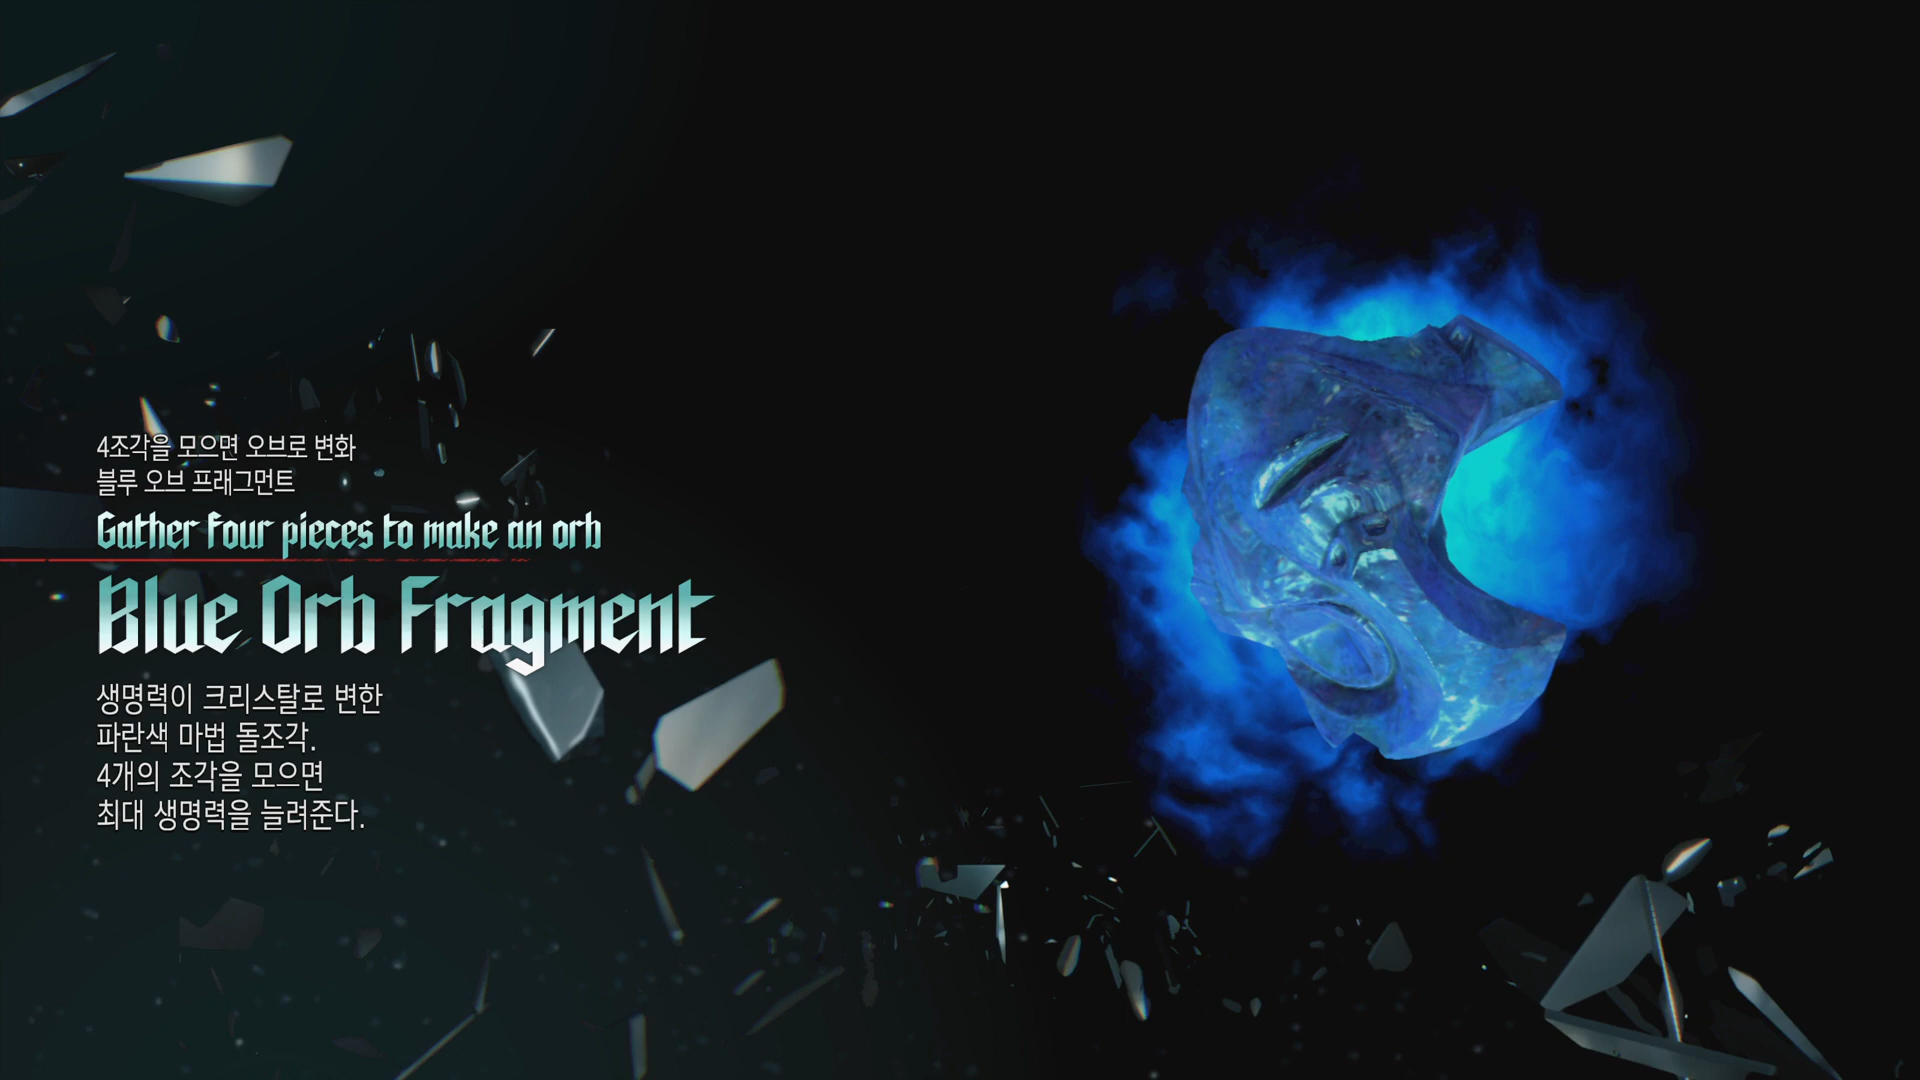 4조각을 모으면 오브로 변화
블루 오브 프래그먼트
Gather four pieces to make an orb
Blue Orb Fragment
생명력이 크리스탈로 변한
파란색 마법 돌조각.
4개의 조각을 모으면
최대 생명력을 늘려준다.